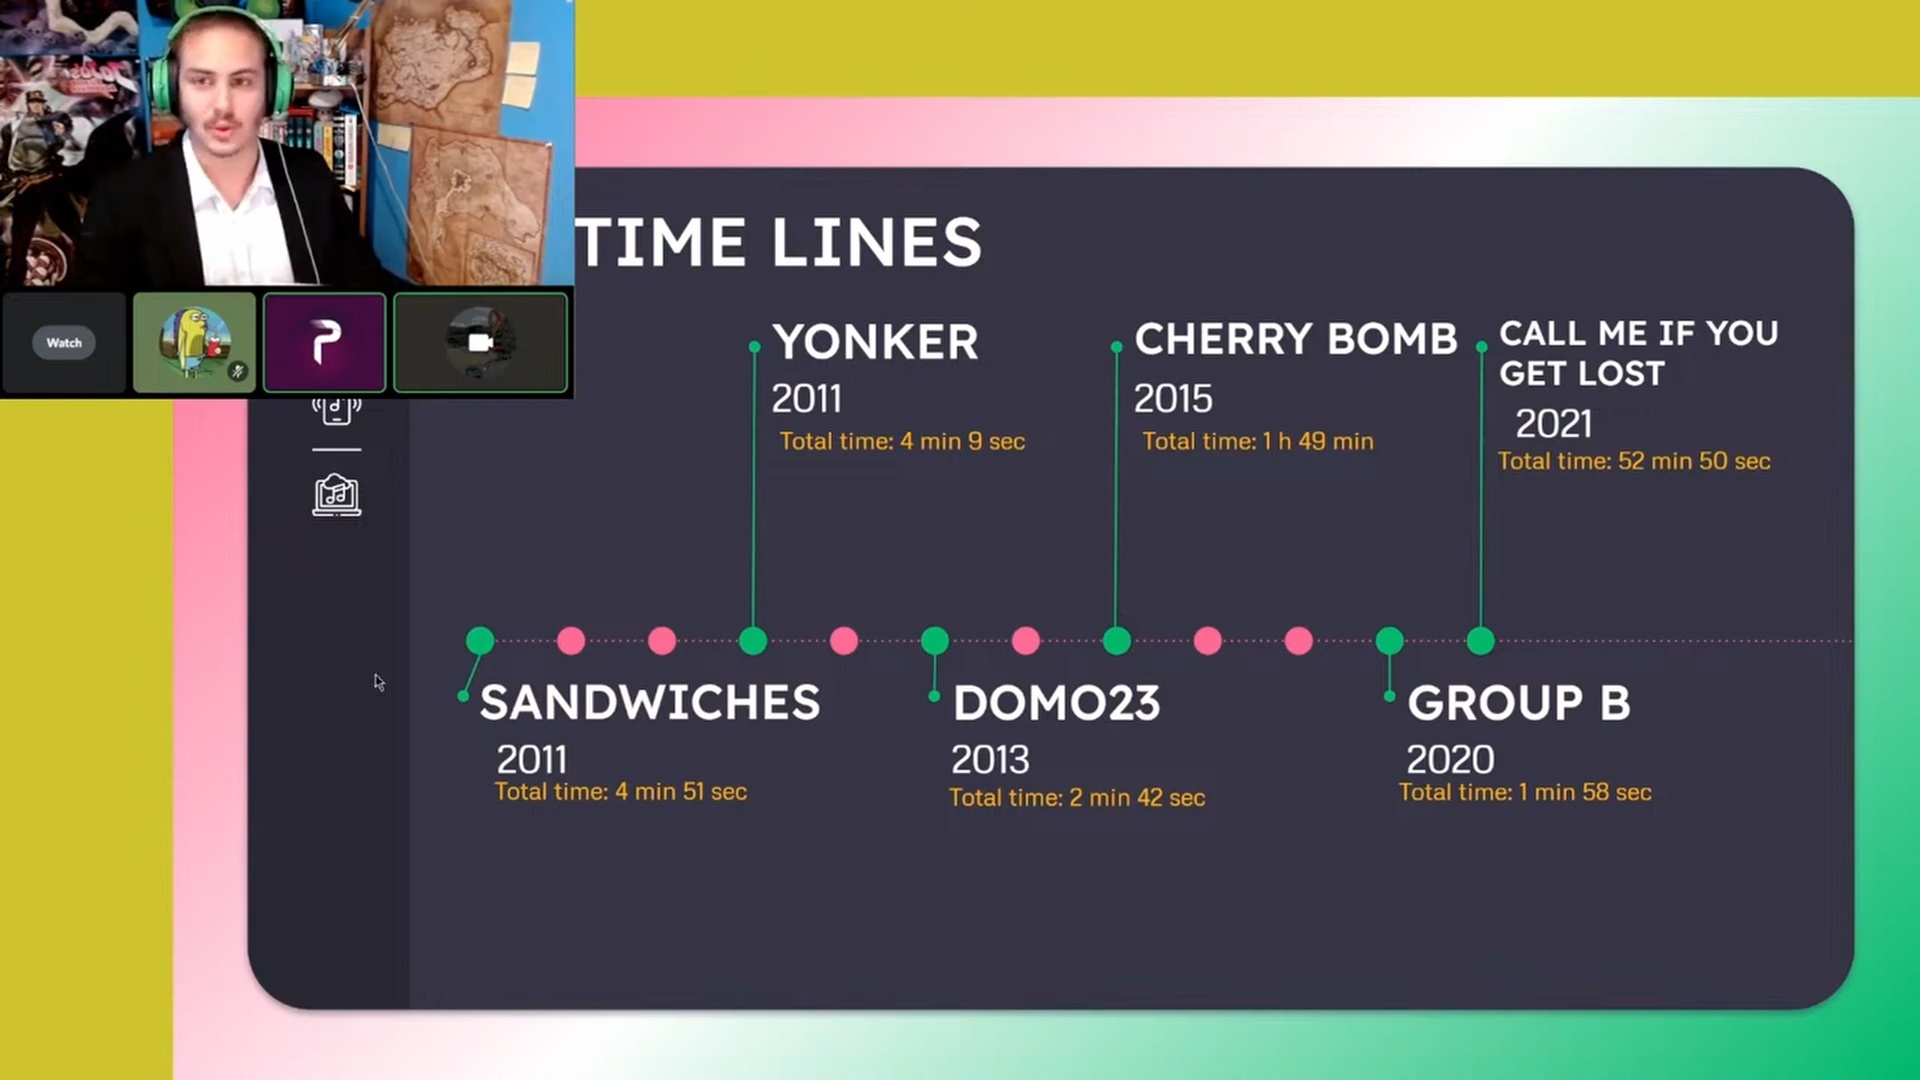 TIME LINES
Watch
YONKER
2011
Total time: 4 min 9 sec
CHERRY BOMB
2015
Total time: 1 h 49 min
CALL ME IF YOU
GET LOST
2021
Total time: 52 min 50 sec
SANDWICHES
2011
Total time: 4 min 51 sec
DOMO23
2013
Total time: 2 min 42 sec
GROUP B
2020
Total time: 1 min 58 sec